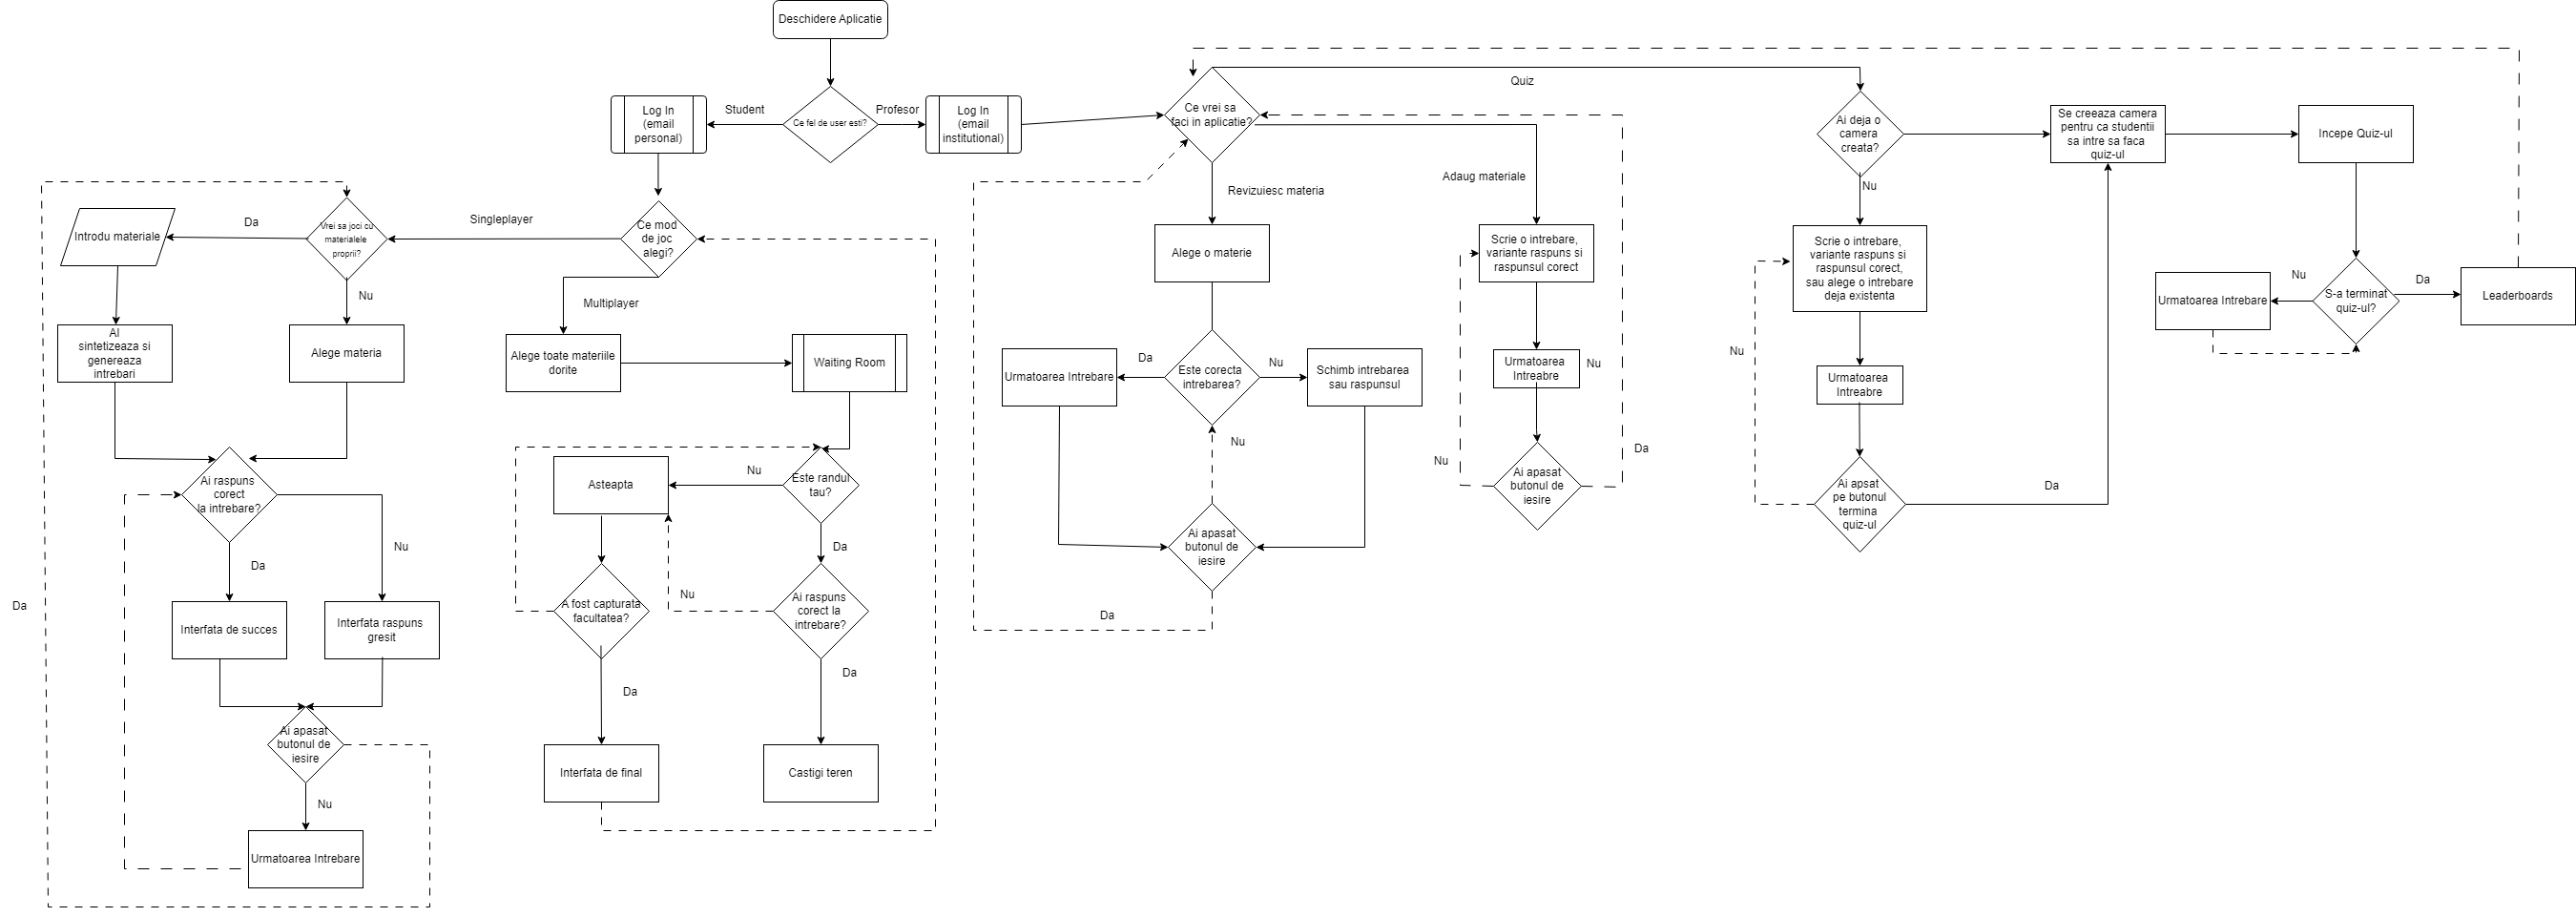 Deschidere Aplicatie
Ce fel de user esti?
Student
Profesor
Log In
(email
personal)
Log In
(email
institutional)
Ce mod
de joc
alegi?
Singleplayer
Multiplayer
Vrei sa joci cu
materialele
proprii?
Da
Nu
Introdu materiale
AI
sintetizeaza si
genereaza
intrebari
Alege materia
Ai raspuns
corect
la intrebare?
Da
Nu
Interfata de succes
Interfata raspuns
gresit
Ai apasat
butonul de
iesire
Nu
Da
Urmatoarea Intrebare
Alege toate materiile
dorite
Waiting Room
Este randul
tau?
Nu
Da
Asteapta
A fost capturata
facultatea?
Da
Ai raspuns
corect la
intrebare?
Nu
Da
Interfata de final
Castigi teren
Ce vrei sa
faci in aplicatie?
Quiz
Revizuiesc materia
Adaug materiale
Alege o materie
Este corecta
intrebarea?
Da
Nu
Urmatoarea Intrebare
Schimb intrebarea
sau raspunsul
Nu
Ai apasat
butonul de
iesire
Da
Scrie o intrebare,
variante raspuns si
raspunsul corect
Urmatoarea
Intreabre
Nu
Ai apasat
butonul de
iesire
Nu
Da
Ai deja o
camera
creata?
Nu
Scrie o intrebare,
variante raspuns si
raspunsul corect,
sau alege o intrebare
deja existenta
Urmatoarea
Intreabre
Nu
Ai apsat
pe butonul
termina
quiz-ul
Da
Se creeaza camera
pentru ca studentii
sa intre sa faca
quiz-ul
Incepe Quiz-ul
S-a terminat
quiz-ul?
Nu
Da
Urmatoarea Intrebare
Leaderboards